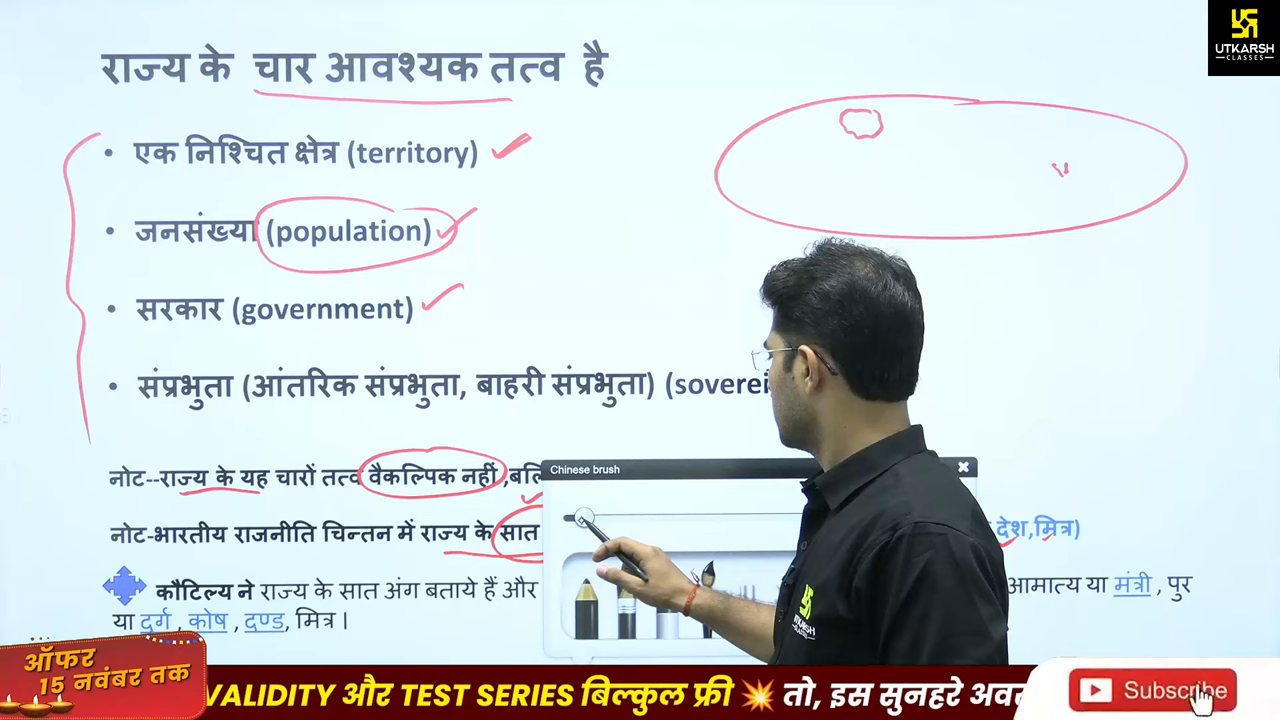 UTKARSH
CLASSES
राज्य के चार आवश्यक तत्व है
• एक निश्चित क्षेत्र (territory)
• जनसंख्या (population)
• सरकार (government)
• संप्रभुता (आंतरिक संप्रभुता, बाहरी संप्रभुता) (soverei
नोट--राज्य के यह चारों तत्व वैकल्पिक नहीं ,बलि
Chinese brush
नोट-भारतीय राजनीति चिन्तन में राज्य के सात देश,मित्र)
कौटिल्य ने राज्य के सात अंग बताये हैं और आमात्य या मंत्री , पुर
या दुर्ग , कोष , दण्ड, मित्र ।
ऑफर
15 नवंबर तक
VALIDITY और TEST SERIES बिल्कुल फ्री 💥 तो, इस सुनहरे अवस
Subscribe